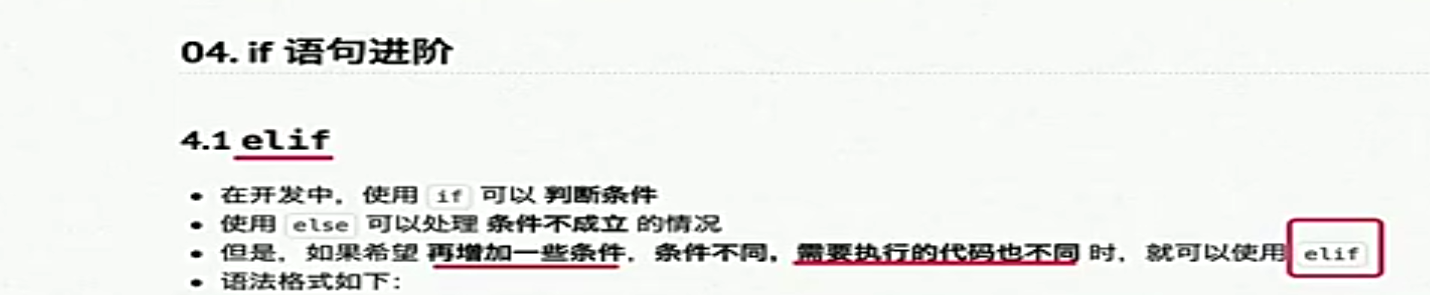 04. if 语句进阶
4.1 elif
• 在开发中，使用 if 可以 判断条件
• 使用 else 可以处理 条件不成立 的情况
• 但是，如果希望 再增加一些条件，条件不同，需要执行的代码也不同 时，就可以使用 elif
• 语法格式如下：